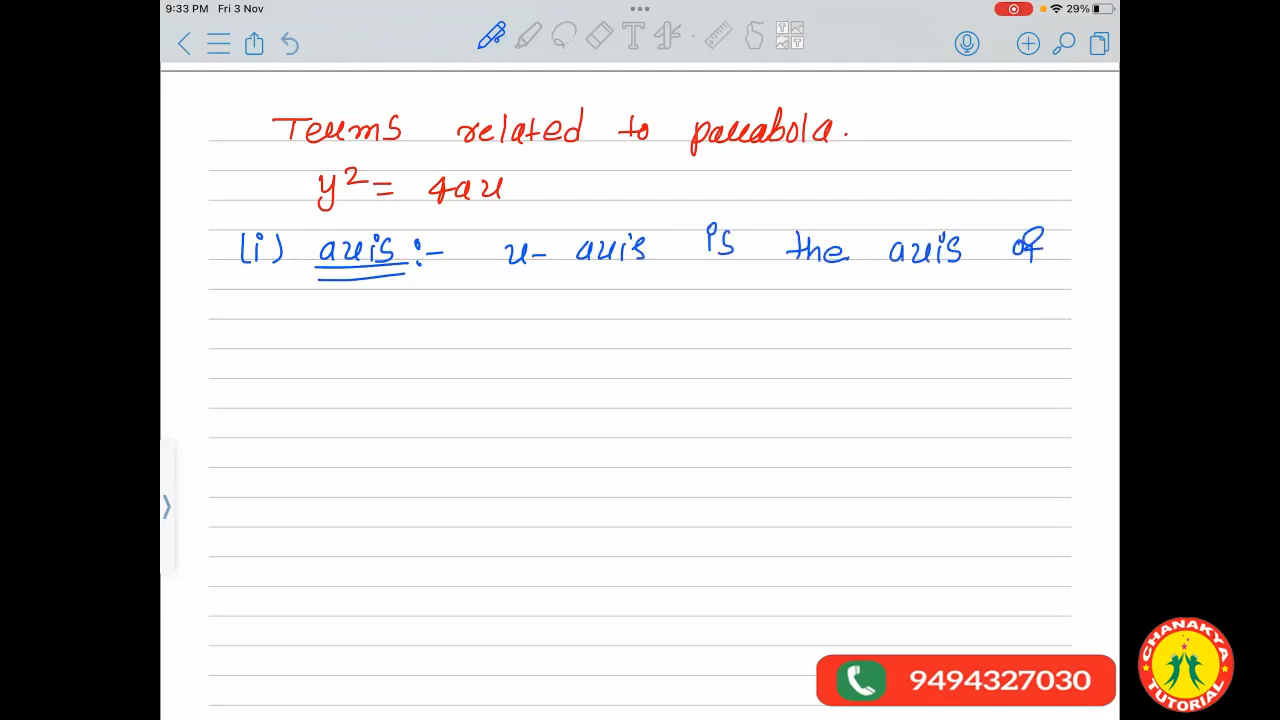 9:33 PM Fri 3 Nov
29%
Terms related to parabola.
y² = 4ax
(i) axis :- x-axis is the axis of
9494327030
CHANAKYA TUTORIAL